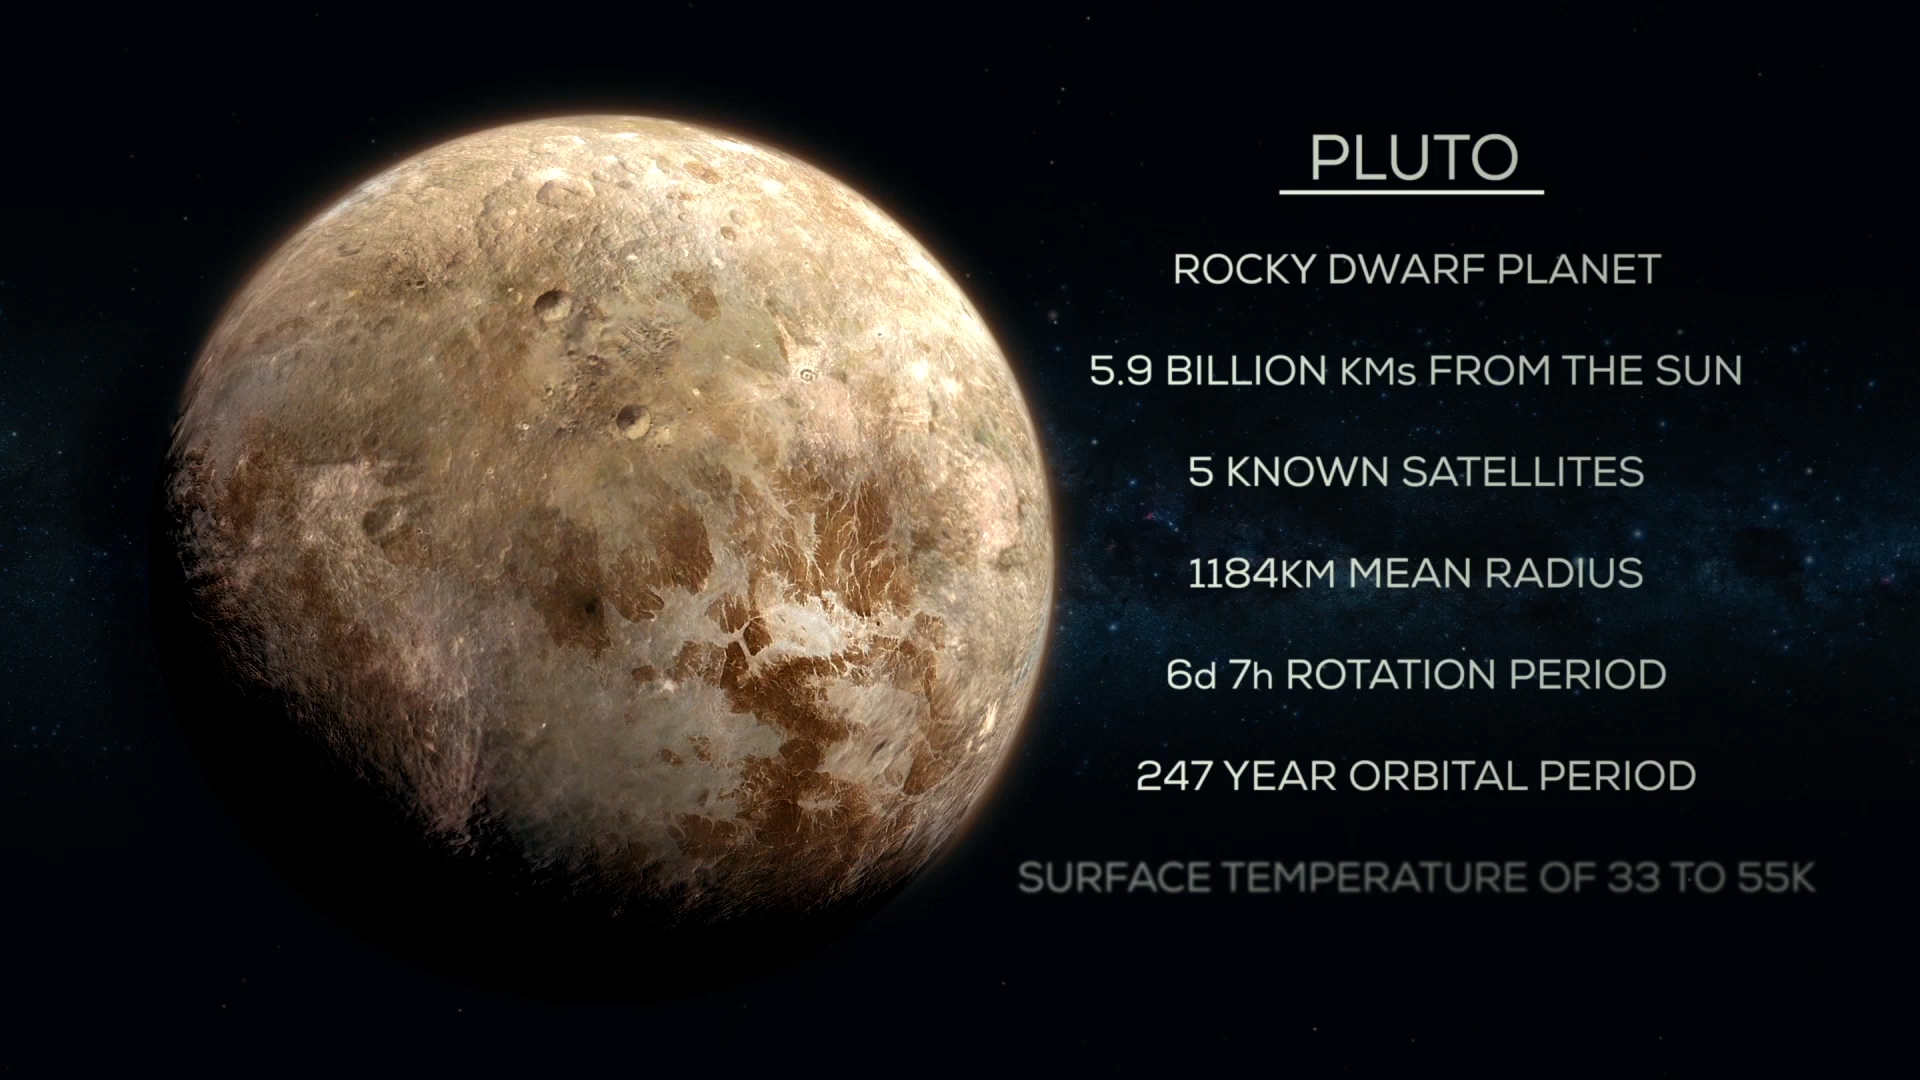 PLUTO
ROCKY DWARF PLANET
5.9 BILLION KMs FROM THE SUN
5 KNOWN SATELLITES
1184KM MEAN RADIUS
6d 7h ROTATION PERIOD
247 YEAR ORBITAL PERIOD
SURFACE TEMPERATURE OF 33 TO 55K